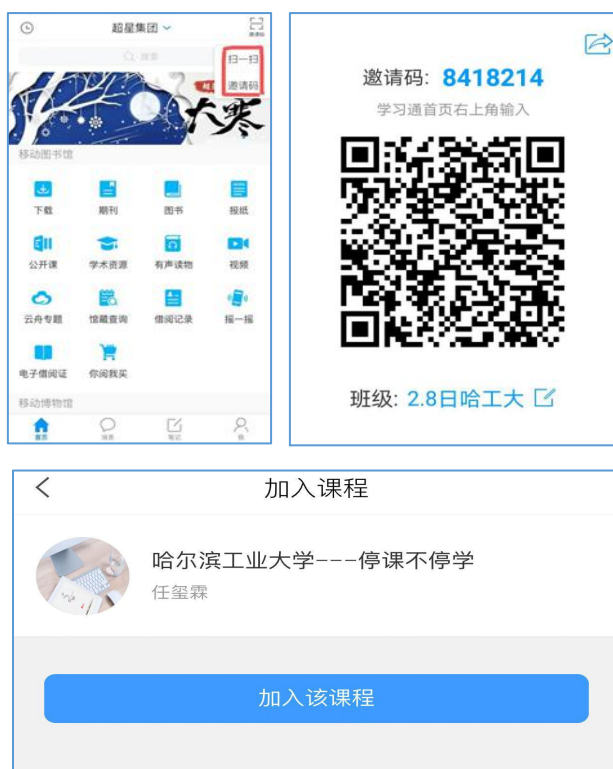 超星集团
邀请码
搜索
扫一扫
邀请码
大寒
移动图书馆
下载 期刊 图书 报纸
公开课 学术资源 有声读物 视频
云舟专题 馆藏查询 借阅记录 摇一摇
电子借阅证 你阅我买
移动博物馆
首页 消息 笔记 我
邀请码: 8418214
学习通首页右上角输入
班级: 2.8日哈工大
加入课程
哈尔滨工业大学---停课不停学
任玺霖
加入该课程